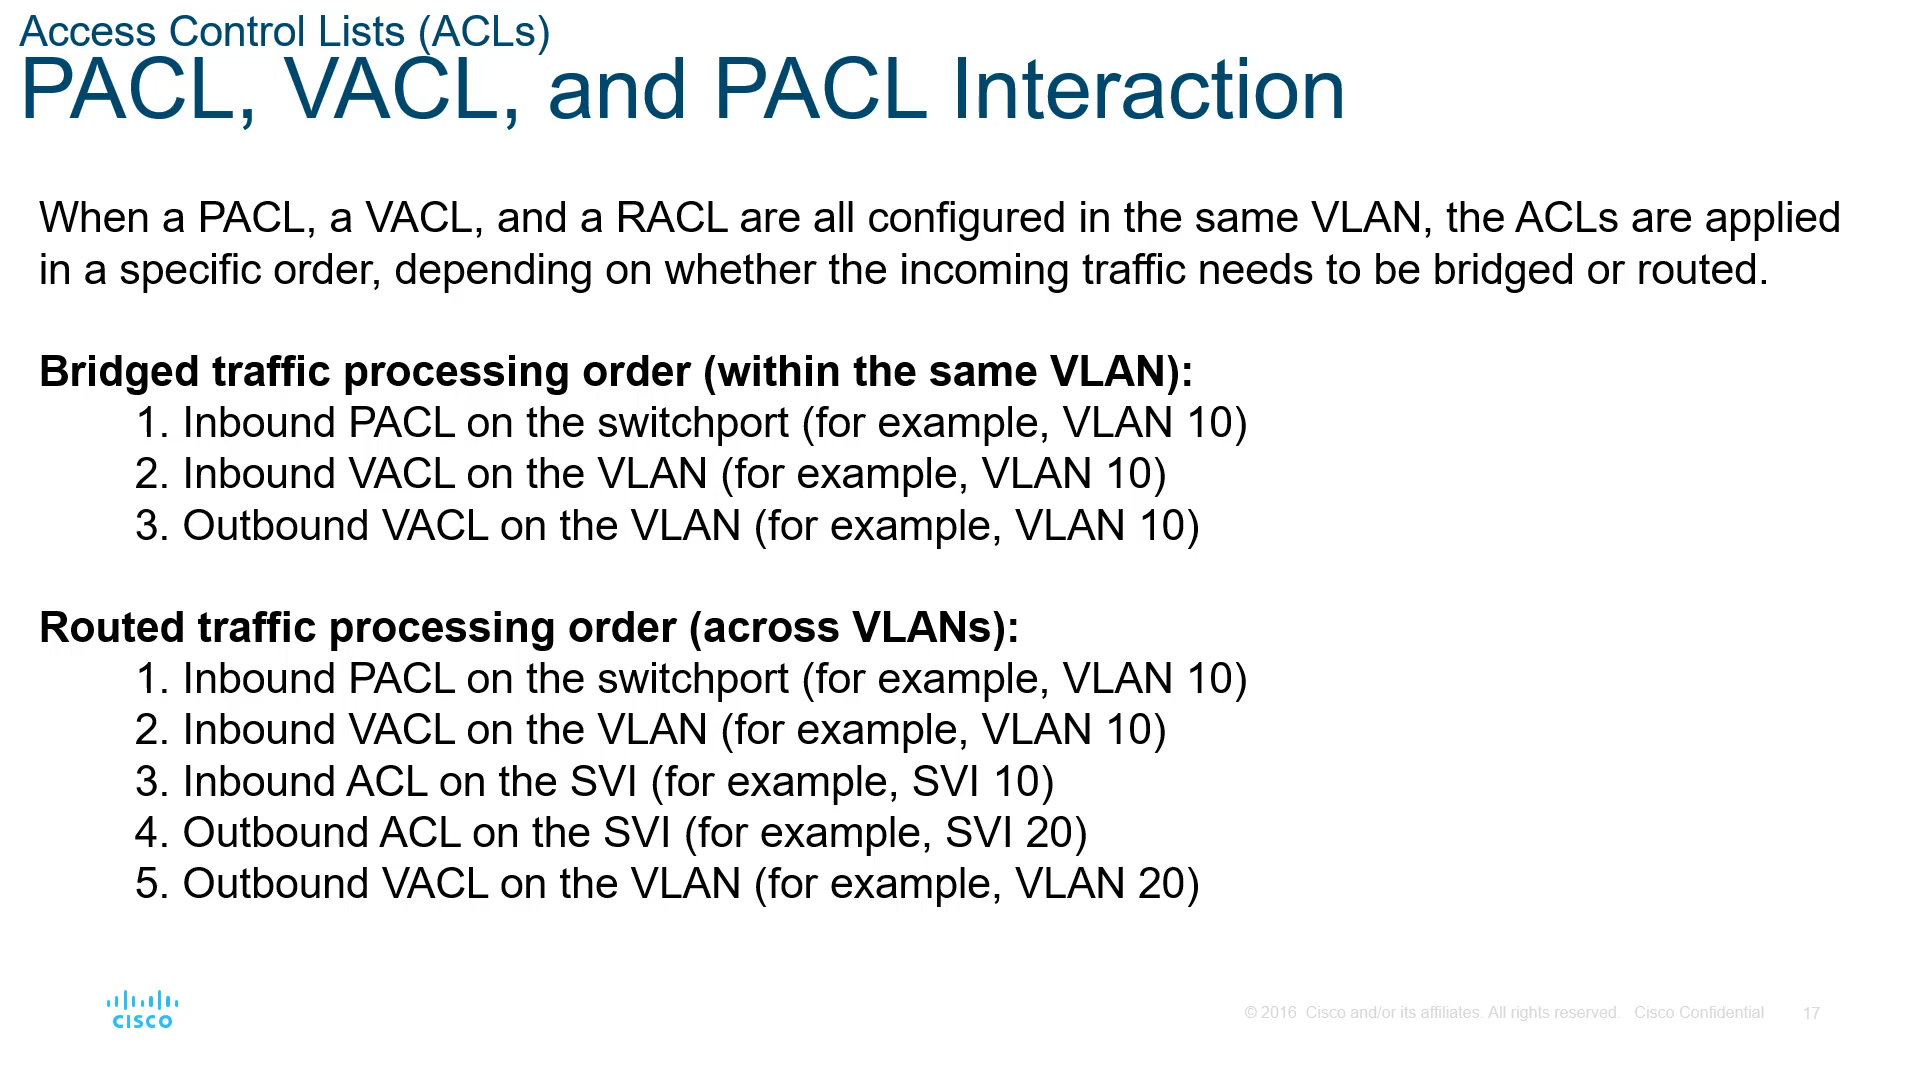 Access Control Lists (ACLs)
PACL, VACL, and PACL Interaction
When a PACL, a VACL, and a RACL are all configured in the same VLAN, the ACLs are applied
in a specific order, depending on whether the incoming traffic needs to be bridged or routed.
Bridged traffic processing order (within the same VLAN):
1. Inbound PACL on the switchport (for example, VLAN 10)
2. Inbound VACL on the VLAN (for example, VLAN 10)
3. Outbound VACL on the VLAN (for example, VLAN 10)
Routed traffic processing order (across VLANs):
1. Inbound PACL on the switchport (for example, VLAN 10)
2. Inbound VACL on the VLAN (for example, VLAN 10)
3. Inbound ACL on the SVI (for example, SVI 10)
4. Outbound ACL on the SVI (for example, SVI 20)
5. Outbound VACL on the VLAN (for example, VLAN 20)
CISCO
© 2016 Cisco and/or its affiliates. All rights reserved. Cisco Confidential 17